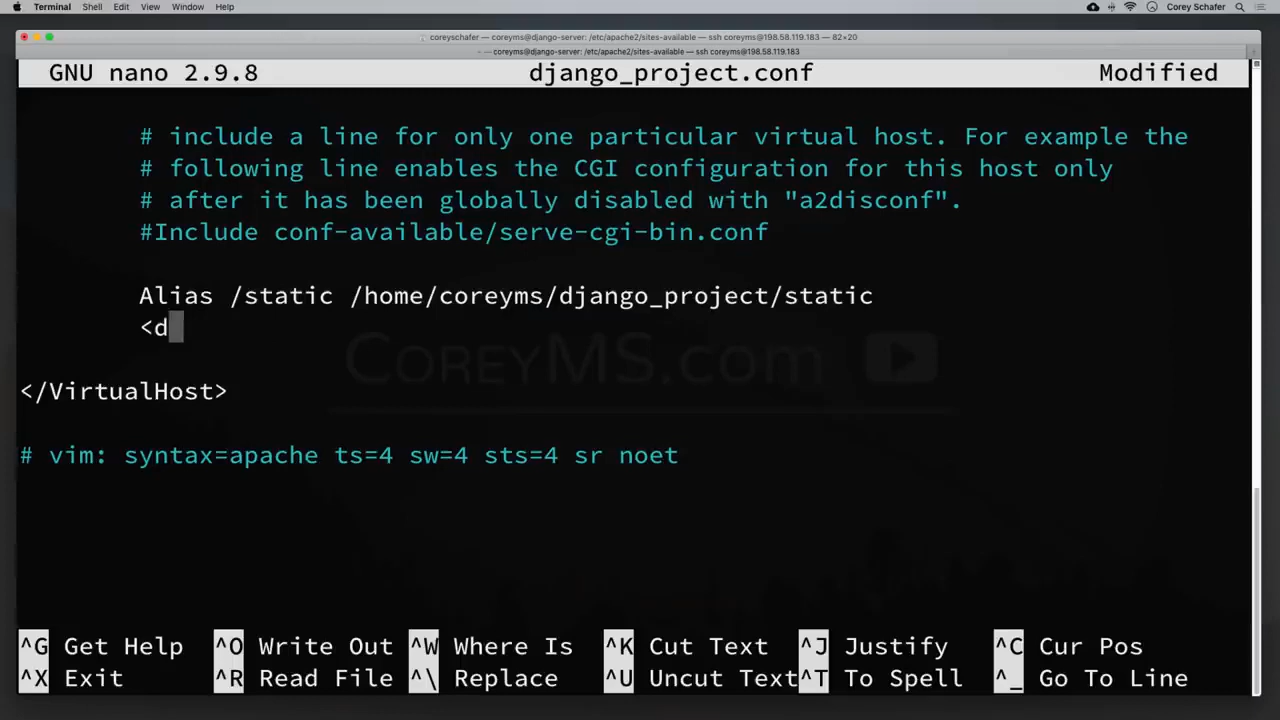 Terminal Shell Edit View Window Help Corey Schafer
coreyschafer — coreyms@django-server: /etc/apache2/sites-available — ssh coreyms@198.58.119.183 — 82×20
coreyms@django-server: /etc/apache2/sites-available — ssh coreyms@198.58.119.183
GNU nano 2.9.8 django_project.conf Modified
# include a line for only one particular virtual host. For example the
# following line enables the CGI configuration for this host only
# after it has been globally disabled with "a2disconf".
#Include conf-available/serve-cgi-bin.conf
Alias /static /home/coreyms/django_project/static
<d
CoreyMS.com
</VirtualHost>
# vim: syntax=apache ts=4 sw=4 sts=4 sr noet
^G Get Help ^O Write Out ^W Where Is ^K Cut Text ^J Justify ^C Cur Pos
^X Exit ^R Read File ^\ Replace ^U Uncut Text ^T To Spell ^_ Go To Line